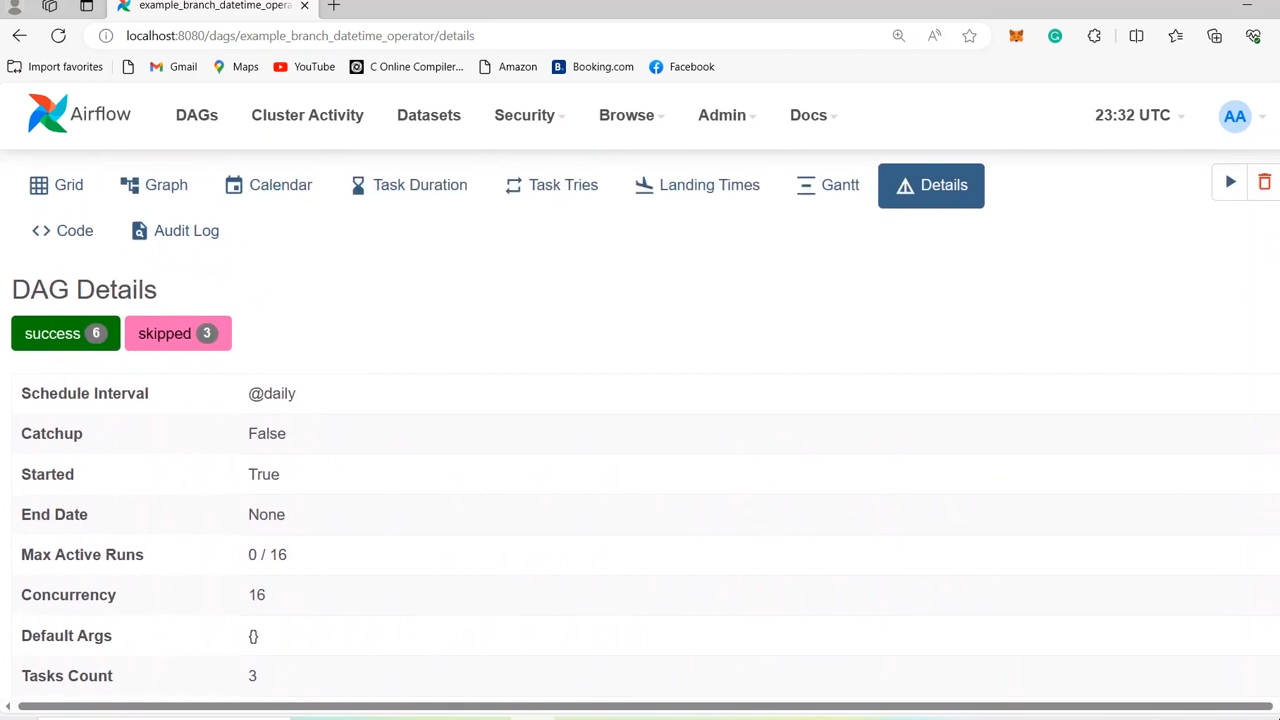 example_branch_datetime_opera
localhost:8080/dags/example_branch_datetime_operator/details
Import favorites Gmail Maps YouTube C Online Compiler... Amazon Booking.com Facebook
Airflow DAGs Cluster Activity Datasets Security Browse Admin Docs 23:32 UTC AA
Grid Graph Calendar Task Duration Task Tries Landing Times Gantt Details
Code Audit Log
DAG Details
success 6 skipped 3
Schedule Interval @daily
Catchup False
Started True
End Date None
Max Active Runs 0 / 16
Concurrency 16
Default Args {}
Tasks Count 3